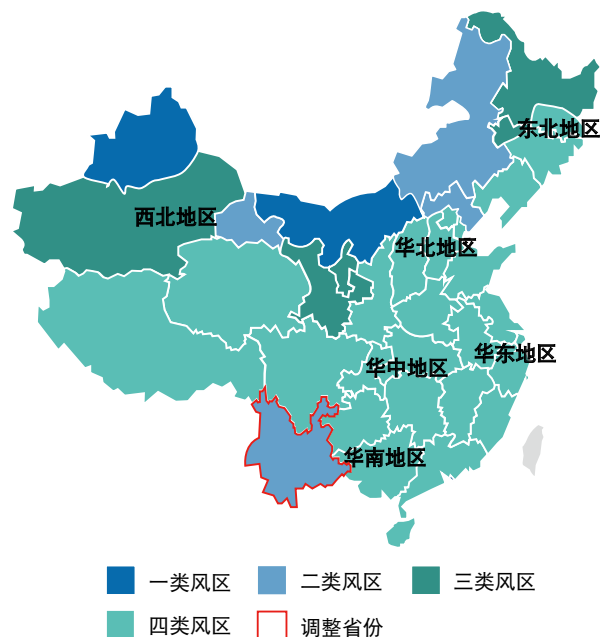 东北地区
西北地区
华北地区
华东地区
华中地区
华南地区
一类风区 二类风区 三类风区
四类风区 调整省份